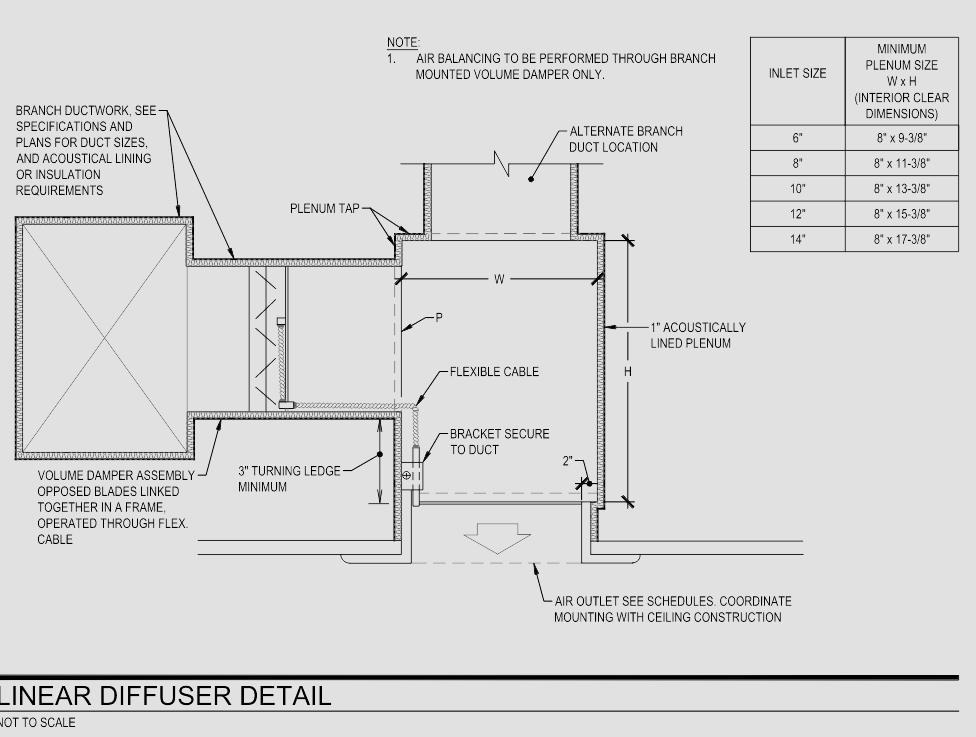 NOTE:
1. AIR BALANCING TO BE PERFORMED THROUGH BRANCH
MOUNTED VOLUME DAMPER ONLY.
INLET SIZE
MINIMUM
PLENUM SIZE
W x H
(INTERIOR CLEAR
DIMENSIONS)
6" 8" x 9-3/8"
8" 8" x 11-3/8"
10" 8" x 13-3/8"
12" 8" x 15-3/8"
14" 8" x 17-3/8"
BRANCH DUCTWORK, SEE
SPECIFICATIONS AND
PLANS FOR DUCT SIZES,
AND ACOUSTICAL LINING
OR INSULATION
REQUIREMENTS
ALTERNATE BRANCH
DUCT LOCATION
PLENUM TAP
W
P
1" ACOUSTICALLY
LINED PLENUM
H
FLEXIBLE CABLE
BRACKET SECURE
TO DUCT
2"
3" TURNING LEDGE
MINIMUM
VOLUME DAMPER ASSEMBLY
OPPOSED BLADES LINKED
TOGETHER IN A FRAME,
OPERATED THROUGH FLEX.
CABLE
AIR OUTLET SEE SCHEDULES. COORDINATE
MOUNTING WITH CEILING CONSTRUCTION
LINEAR DIFFUSER DETAIL
NOT TO SCALE